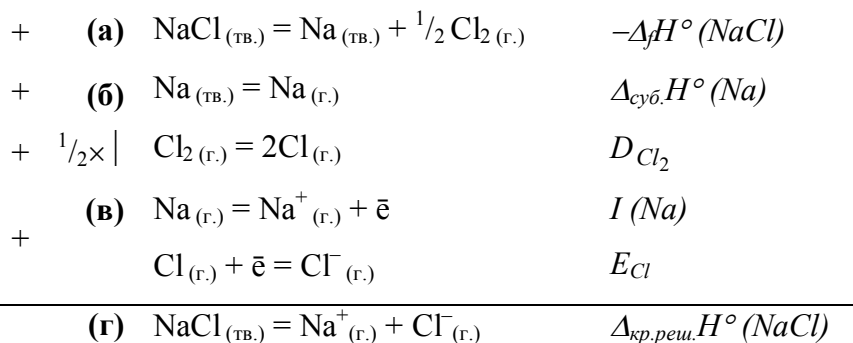 + (а) NaCl (тв.) = Na (тв.) + 1/2 Cl2 (г.) –ΔfH° (NaCl)
+ (б) Na (тв.) = Na (г.) Δсуб.H° (Na)
+ 1/2× | Cl2 (г.) = 2Cl (г.) D Cl2
(в) Na (г.) = Na+ (г.) + ē I (Na)
+ Cl (г.) + ē = Cl– (г.) ECl
(г) NaCl (тв.) = Na+(г.) + Cl–(г.) Δкр.реш.H° (NaCl)